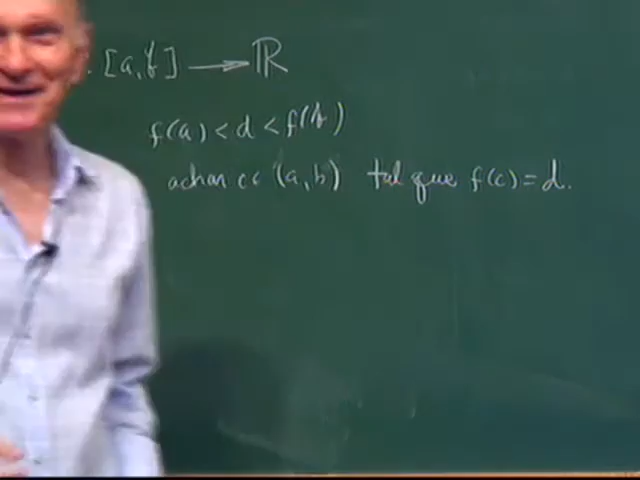 . [a,b] ⟶ ℝ
f(a) < d < f(b)
achar c∈ (a,b) tal que f(c) = d.